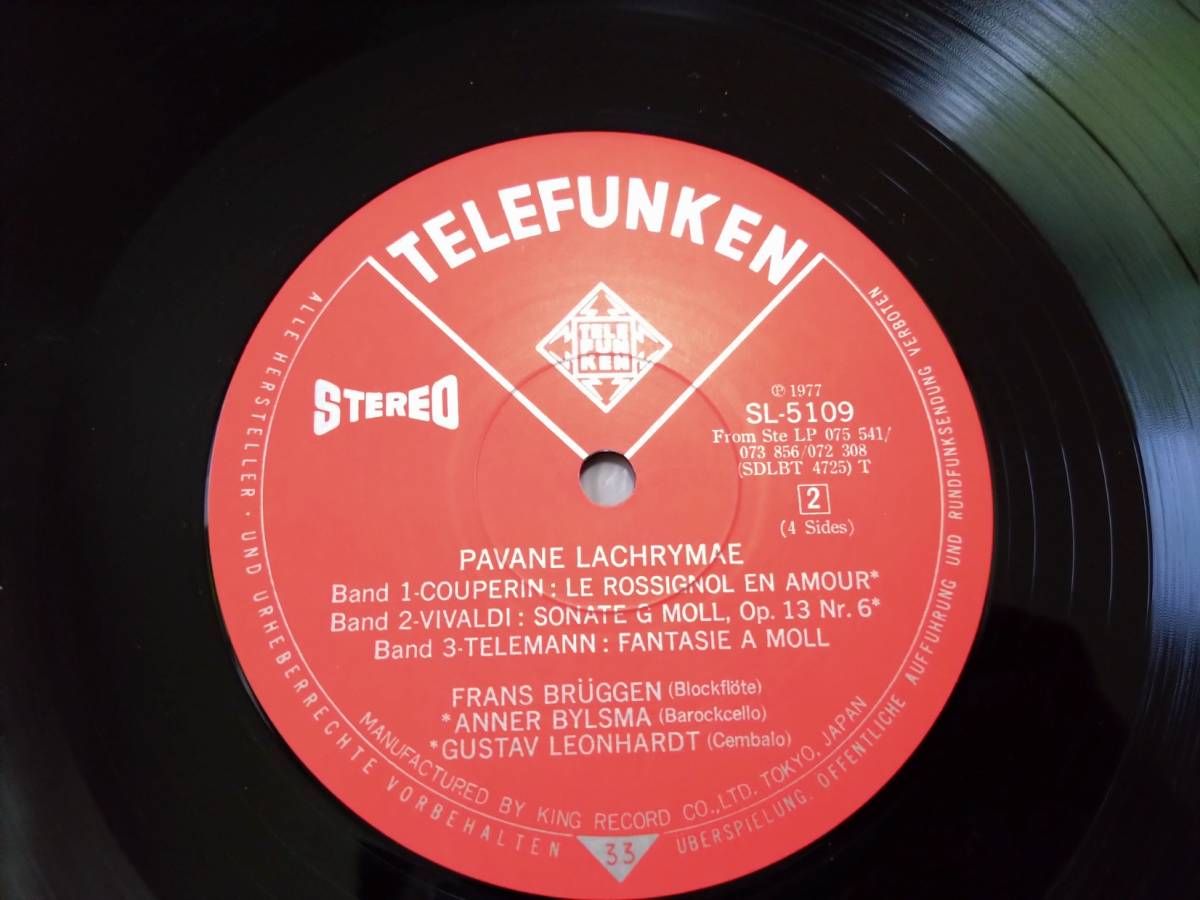 TELEFUNKEN
TELE
FUN
KEN
STEREO
℗ 1977
SL-5109
From Ste LP 075 541/
073 856/072 308
(SDLBT 4725) T
2
(4 Sides)
PAVANE LACHRYMAE
Band 1-COUPERIN : LE ROSSIGNOL EN AMOUR*
Band 2-VIVALDI : SONATE G MOLL, Op. 13 Nr. 6*
Band 3-TELEMANN : FANTASIE A MOLL
FRANS BRÜGGEN (Blockflöte)
*ANNER BYLSMA (Barockcello)
*GUSTAV LEONHARDT (Cembalo)
MANUFACTURED BY KING RECORD CO., LTD. TOKYO, JAPAN
ALLE HERSTELLER- UND URHEBERRECHTE VORBEHALTEN
33
ÜBERSPIELUNG. ÖFFENTLICHE AUFFÜHRUNG UND RUNDFUNKSENDUNG VERBOTEN